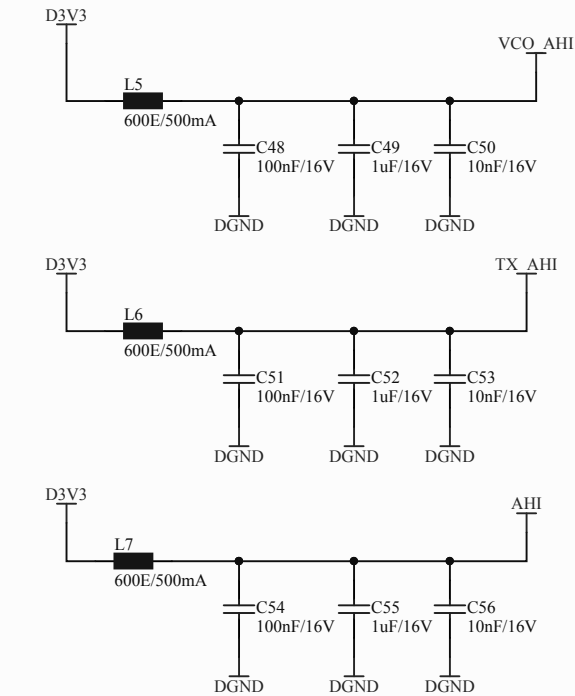 D3V3
VCO_AHI
L5
600E/500mA
C48
100nF/16V
C49
1uF/16V
C50
10nF/16V
DGND
DGND
DGND
D3V3
TX_AHI
L6
600E/500mA
C51
100nF/16V
C52
1uF/16V
C53
10nF/16V
DGND
DGND
DGND
D3V3
AHI
L7
600E/500mA
C54
100nF/16V
C55
1uF/16V
C56
10nF/16V
DGND
DGND
DGND